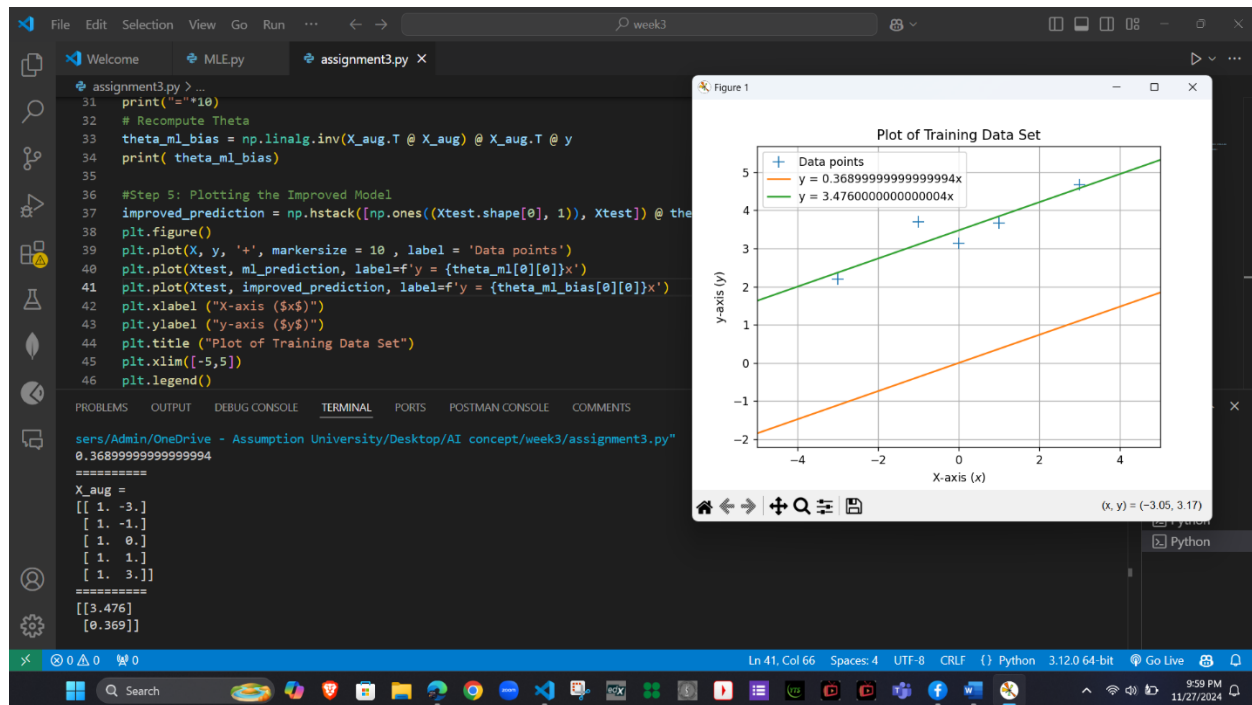 File Edit Selection View Go Run ··· week3
Welcome MLE.py assignment3.py
assignment3.py > ...
31 print("="*10)
32 # Recompute Theta
33 theta_ml_bias = np.linalg.inv(X_aug.T @ X_aug) @ X_aug.T @ y
34 print( theta_ml_bias)
35
36 #Step 5: Plotting the Improved Model
37 improved_prediction = np.hstack([np.ones((Xtest.shape[0], 1)), Xtest]) @ the
38 plt.figure()
39 plt.plot(X, y, '+', markersize = 10 , label = 'Data points')
40 plt.plot(Xtest, ml_prediction, label=f'y = {theta_ml[0][0]}x')
41 plt.plot(Xtest, improved_prediction, label=f'y = {theta_ml_bias[0][0]}x')
42 plt.xlabel ("X-axis ($x$)")
43 plt.ylabel ("y-axis ($y$)")
44 plt.title ("Plot of Training Data Set")
45 plt.xlim([-5,5])
46 plt.legend()
PROBLEMS OUTPUT DEBUG CONSOLE TERMINAL PORTS POSTMAN CONSOLE COMMENTS
sers/Admin/OneDrive - Assumption University/Desktop/AI concept/week3/assignment3.py"
0.36899999999999994
==========
X_aug =
[[ 1. -3.]
[ 1. -1.]
[ 1. 0.]
[ 1. 1.]
[ 1. 3.]]
==========
[[3.476]
[0.369]]
Figure 1
Plot of Training Data Set
Data points
y = 0.36899999999999994x
y = 3.4760000000000004x
5
4
3
2
1
0
−1
−2
y-axis (y)
−4 −2 0 2 4
X-axis (x)
(x, y) = (−3.05, 3.17)
Python
Python
0 0 0 Ln 41, Col 66 Spaces: 4 UTF-8 CRLF {} Python 3.12.0 64-bit Go Live
Search zoom 9:59 PM
11/27/2024